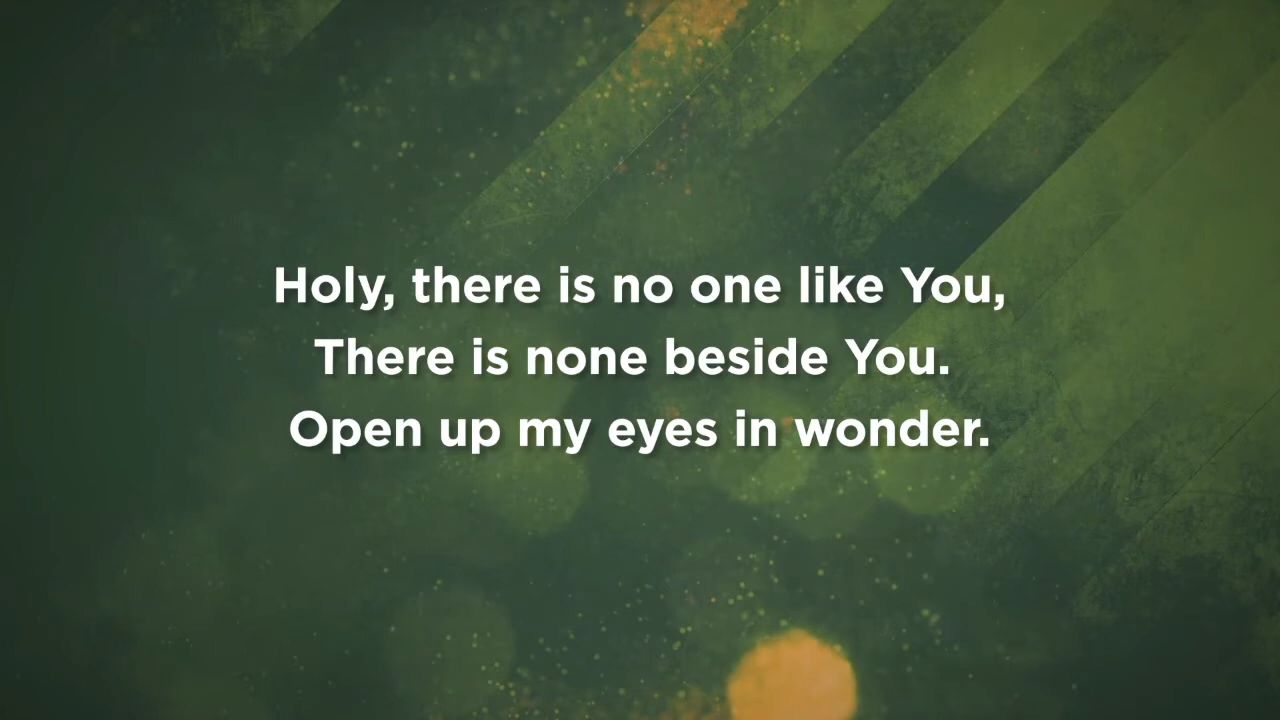 Holy, there is no one like You,
There is none beside You.
Open up my eyes in wonder.